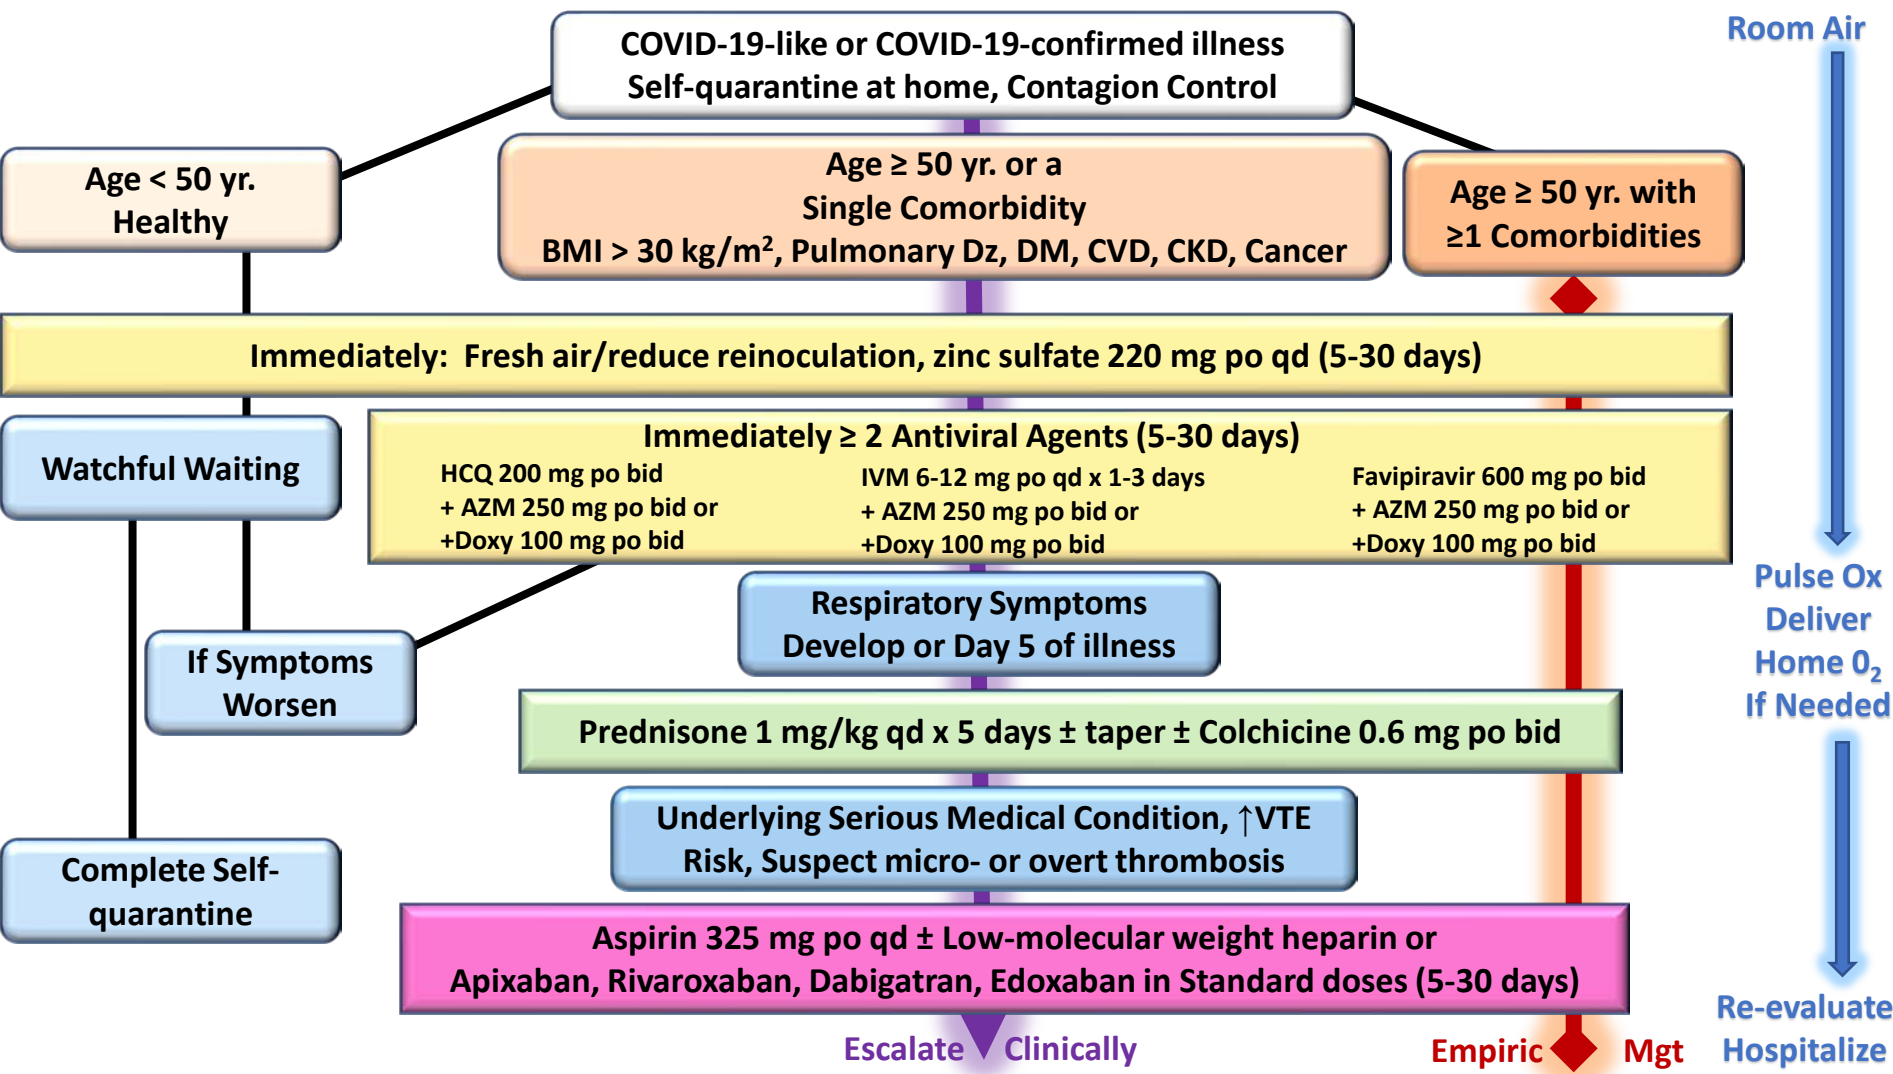 COVID-19-like or COVID-19-confirmed illness
Self-quarantine at home, Contagion Control
Room Air
Age < 50 yr.
Healthy
Age ≥ 50 yr. or a
Single Comorbidity
BMI > 30 kg/m², Pulmonary Dz, DM, CVD, CKD, Cancer
Age ≥ 50 yr. with
≥1 Comorbidities
Immediately: Fresh air/reduce reinoculation, zinc sulfate 220 mg po qd (5-30 days)
Watchful Waiting
Immediately ≥ 2 Antiviral Agents (5-30 days)
HCQ 200 mg po bid
+ AZM 250 mg po bid or
+Doxy 100 mg po bid
IVM 6-12 mg po qd x 1-3 days
+ AZM 250 mg po bid or
+Doxy 100 mg po bid
Favipiravir 600 mg po bid
+ AZM 250 mg po bid or
+Doxy 100 mg po bid
Pulse Ox
Deliver
Home 0₂
If Needed
If Symptoms
Worsen
Respiratory Symptoms
Develop or Day 5 of illness
Prednisone 1 mg/kg qd x 5 days ± taper ± Colchicine 0.6 mg po bid
Underlying Serious Medical Condition, ↑VTE
Risk, Suspect micro- or overt thrombosis
Complete Self-
quarantine
Aspirin 325 mg po qd ± Low-molecular weight heparin or
Apixaban, Rivaroxaban, Dabigatran, Edoxaban in Standard doses (5-30 days)
Escalate Clinically
Empiric Mgt
Re-evaluate
Hospitalize